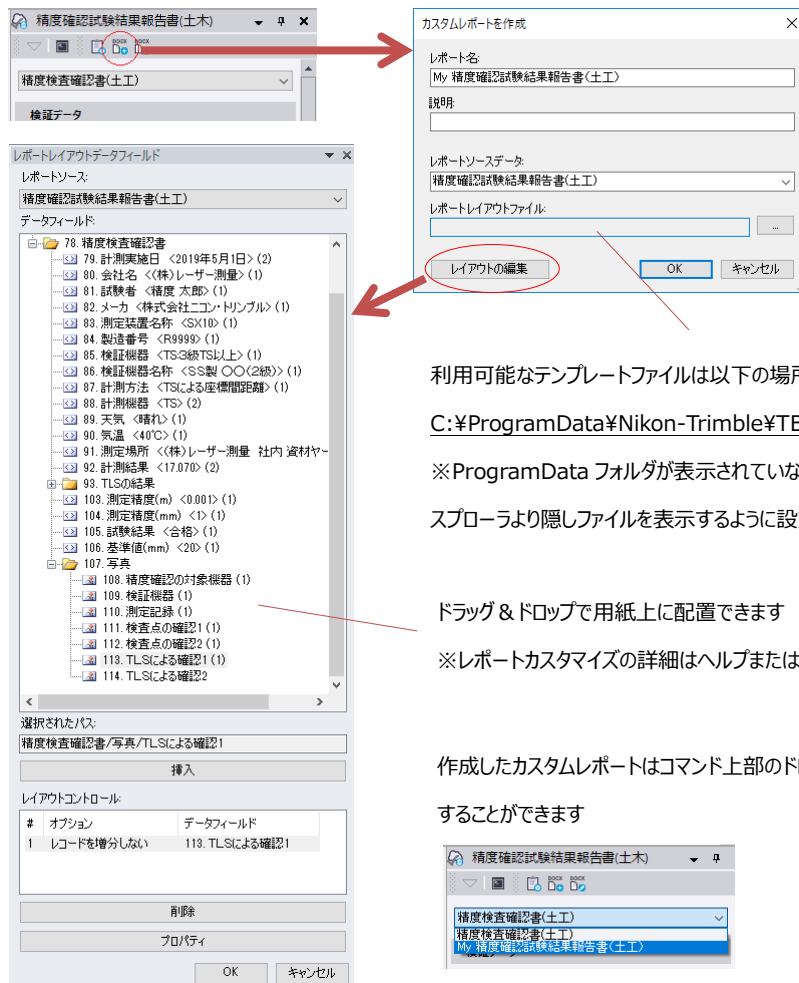 精度確認試験結果報告書(土木)
DOCX DOCX
精度検査確認書(土工)
検証データ
カスタムレポートを作成
レポート名:
My 精度確認試験結果報告書(土工)
説明:
レポートソースデータ:
精度確認試験結果報告書(土工)
レポートレイアウトファイル:
...
レイアウトの編集
OK キャンセル
レポートレイアウトデータフィールド
レポートソース:
精度確認試験結果報告書(土工)
データフィールド:
78. 精度検査確認書
79. 計測実施日 <2019年5月1日> (2)
80. 会社名 <(株)レーザー測量> (1)
81. 試験者 <精度 太郎> (1)
82. メーカ <株式会社ニコン・トリンブル> (1)
83. 測定装置名称 <SX10> (1)
84. 製造番号 <R9999> (1)
85. 検証機器 <TS:3級TS以上> (1)
86. 検証機器名称 <SS製 〇〇(2級)> (1)
87. 計測方法 <TSによる座標間距離> (1)
88. 計測機器 <TS> (2)
89. 天気 <晴れ> (1)
90. 気温 <40℃> (1)
91. 測定場所 <(株)レーザー測量 社内 資材ヤー
92. 計測結果 <17.070> (2)
93. TLSの結果
103. 測定精度(m) <0.001> (1)
104. 測定精度(mm) <1> (1)
105. 試験結果 <合格> (1)
106. 基準値(mm) <20> (1)
107. 写真
108. 精度確認の対象機器 (1)
109. 検証機器 (1)
110. 測定記録 (1)
111. 検査点の確認1 (1)
112. 検査点の確認2 (1)
113. TLSによる確認1 (1)
114. TLSによる確認2
選択されたパス:
精度検査確認書/写真/TLSによる確認1
挿入
レイアウトコントロール:
# オプション データフィールド
1 レコードを増分しない 113. TLSによる確認1
削除
プロパティ
OK キャンセル
利用可能なテンプレートファイルは以下の場所
C:¥ProgramData¥Nikon-Trimble¥TE
※ProgramData フォルダが表示されていな
スプローラより隠しファイルを表示するように設
ドラッグ＆ドロップで用紙上に配置できます
※レポートカスタマイズの詳細はヘルプまたは
作成したカスタムレポートはコマンド上部のド
することができます
精度確認試験結果報告書(土木)
DOCX DOCX
精度検査確認書(土工)
精度検査確認書(土工)
My 精度確認試験結果報告書(土工)